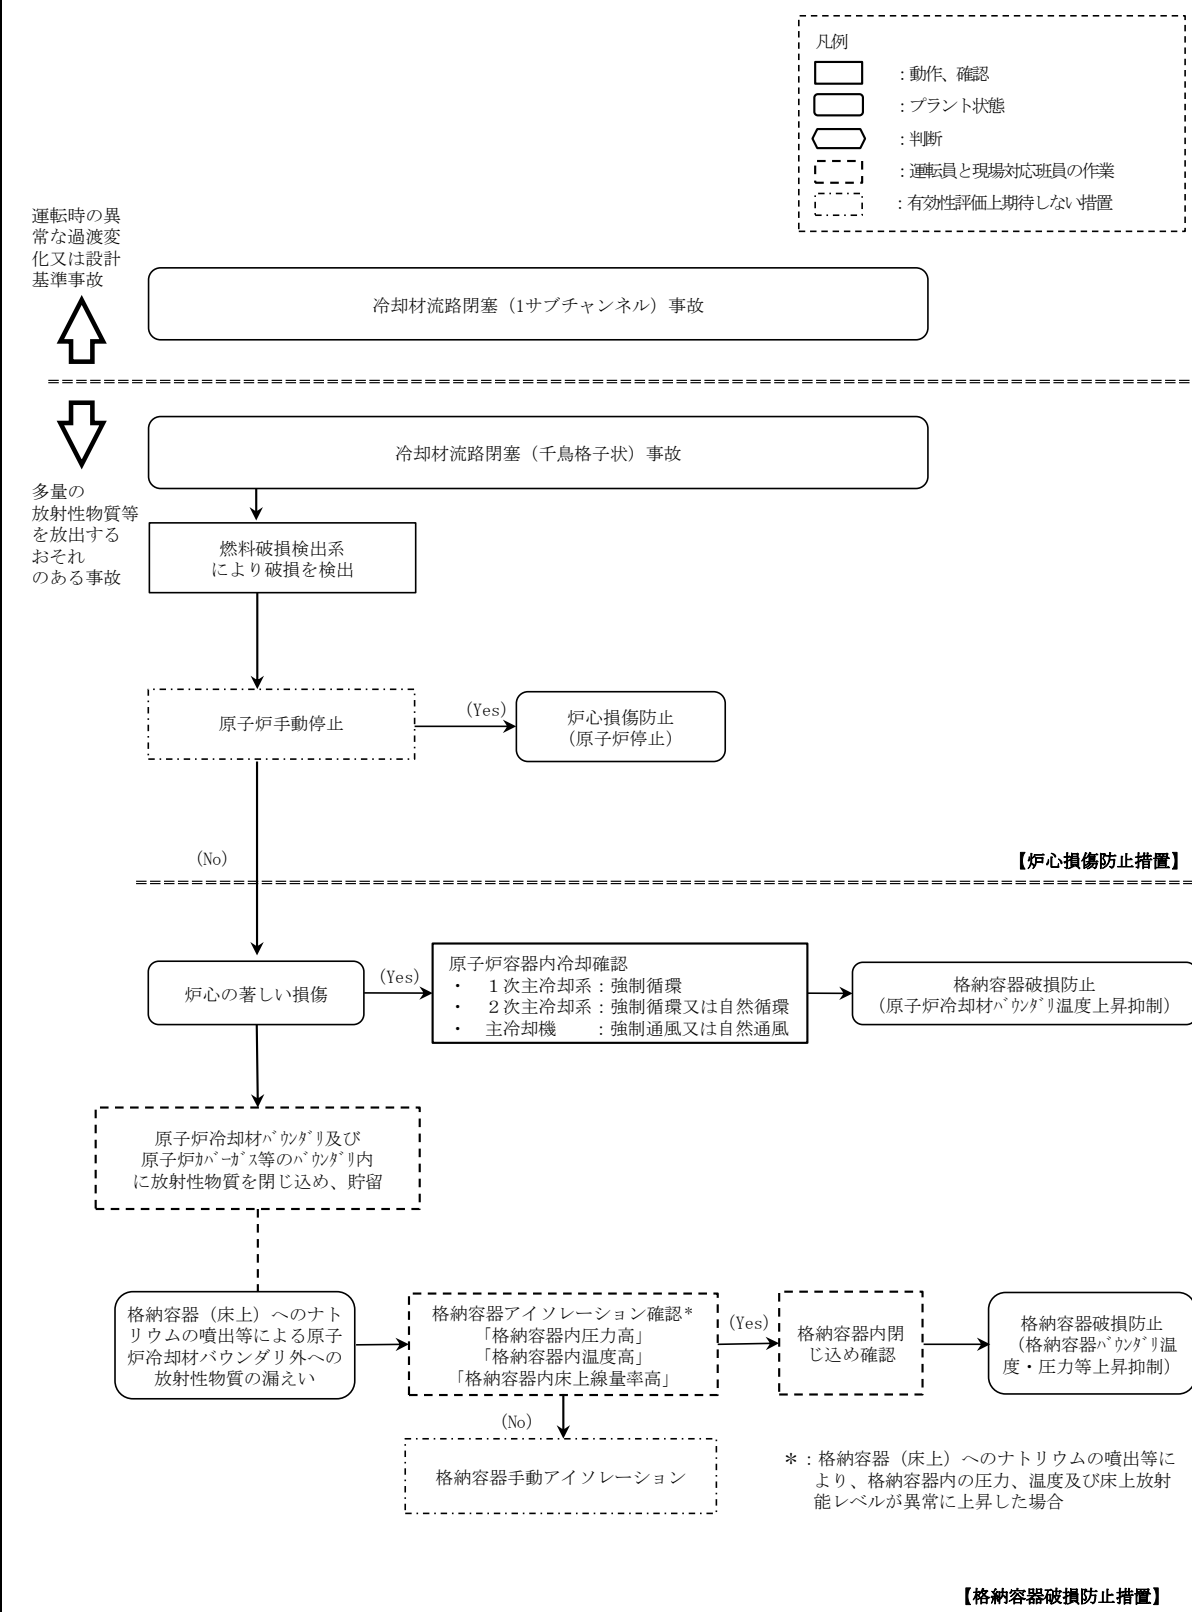 凡例
：動作、確認
：プラント状態
：判断
：運転員と現場対応班員の作業
：有効性評価上期待しない措置
運転時の異
常な過渡変
化又は設計
基準事故
冷却材流路閉塞（1サブチャンネル）事故
冷却材流路閉塞（千鳥格子状）事故
多量の
放射性物質等
を放出する
おそれ
のある事故
燃料破損検出系
により破損を検出
原子炉手動停止
(Yes)
炉心損傷防止
（原子炉停止）
(No)
【炉心損傷防止措置】
炉心の著しい損傷
(Yes)
原子炉容器内冷却確認
・　１次主冷却系：強制循環
・　２次主冷却系：強制循環又は自然循環
・　主冷却機　　：強制通風又は自然通風
格納容器破損防止
（原子炉冷却材ﾊﾞｳﾝﾀﾞﾘ温度上昇抑制）
原子炉冷却材ﾊﾞｳﾝﾀﾞﾘ及び
原子炉ｶﾊﾞｰｶﾞｽ等のﾊﾞｳﾝﾀﾞﾘ内
に放射性物質を閉じ込め、貯留
格納容器（床上）へのナト
リウムの噴出等による原子
炉冷却材バウンダリ外への
放射性物質の漏えい
格納容器アイソレーション確認*
「格納容器内圧力高」
「格納容器内温度高」
「格納容器内床上線量率高」
(Yes)
格納容器内閉
じ込め確認
格納容器破損防止
（格納容器ﾊﾞｳﾝﾀﾞﾘ温
度・圧力等上昇抑制）
(No)
格納容器手動アイソレーション
＊：格納容器（床上）へのナトリウムの噴出等に
より、格納容器内の圧力、温度及び床上放射
能レベルが異常に上昇した場合
【格納容器破損防止措置】